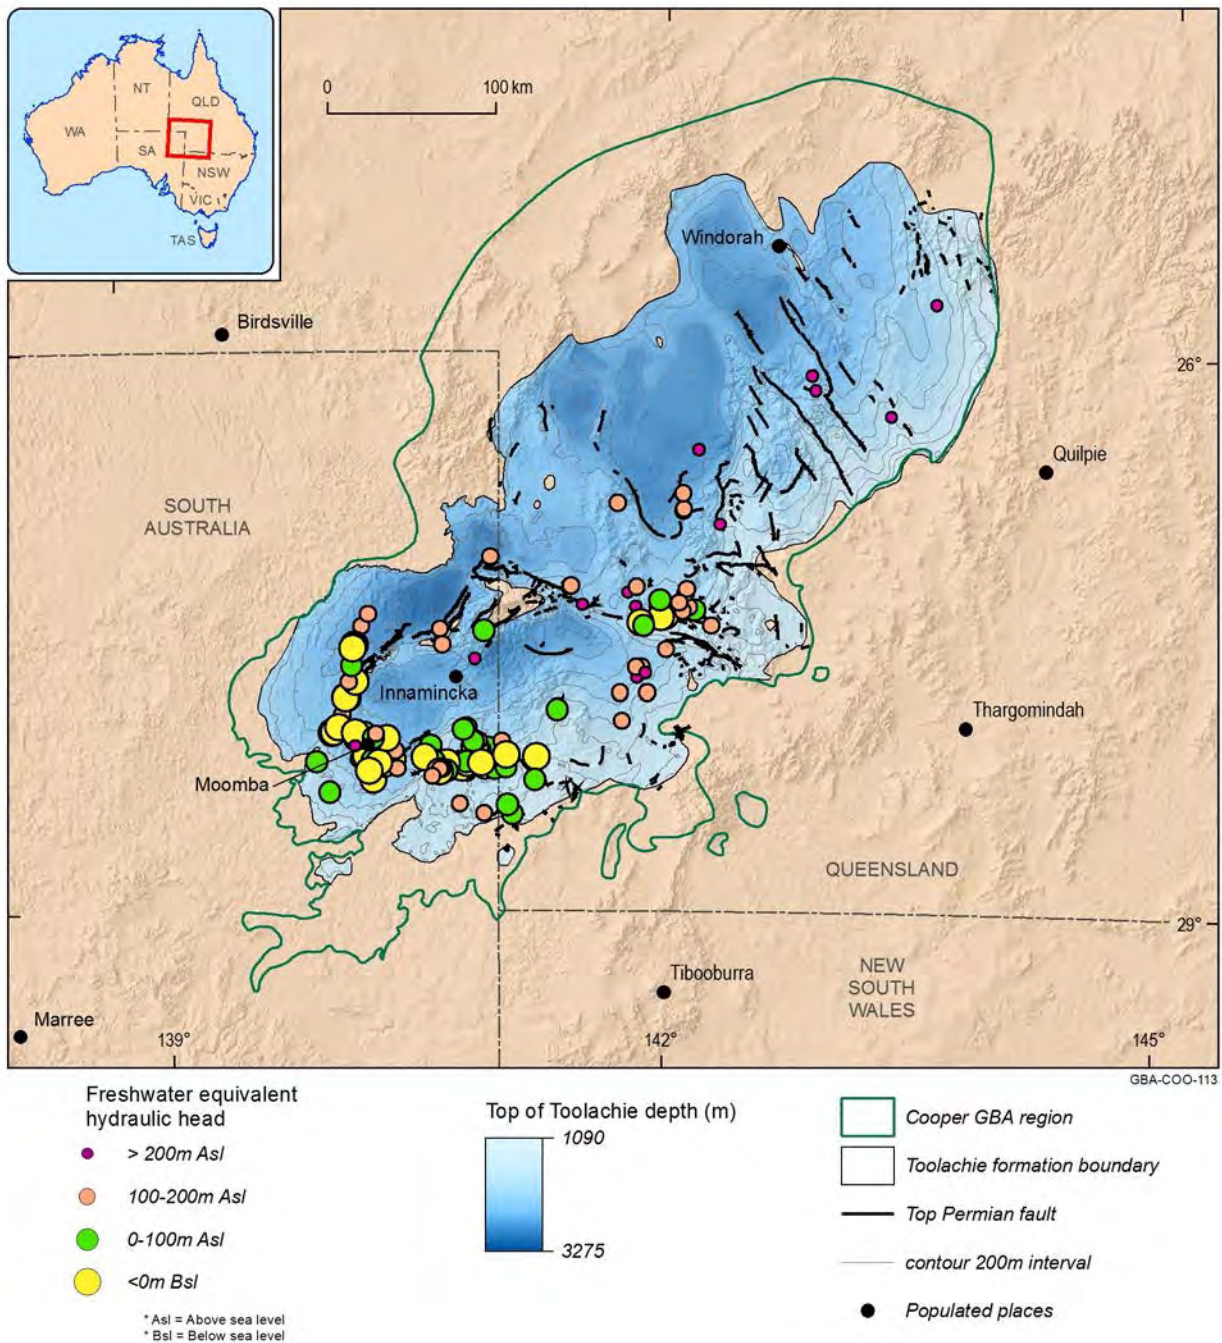 NT
QLD
WA
SA
NSW
VIC
TAS
0 100 km
Windorah
Birdsville
26°
Quilpie
SOUTH
AUSTRALIA
Innamincka
Thargomindah
Moomba
QUEENSLAND
29°
Tibooburra
NEW
SOUTH
WALES
Marree
139° 142° 145°
GBA-COO-113
Freshwater equivalent
hydraulic head
> 200m Asl
100-200m Asl
0-100m Asl
<0m Bsl
* Asl = Above sea level
* Bsl = Below sea level
Top of Toolachie depth (m)
1090
3275
Cooper GBA region
Toolachie formation boundary
Top Permian fault
contour 200m interval
Populated places